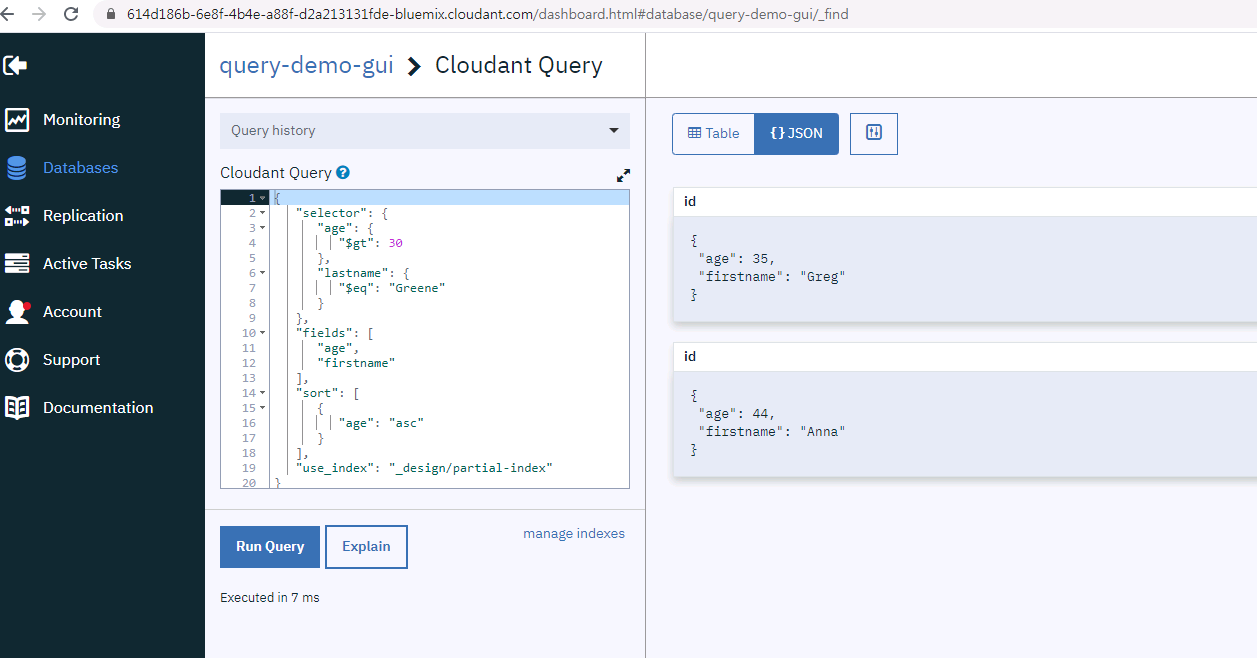 614d186b-6e8f-4b4e-a88f-d2a213131fde-bluemix.cloudant.com/dashboard.html#database/query-demo-gui/_find
Monitoring
Databases
Replication
Active Tasks
Account
Support
Documentation
query-demo-gui Cloudant Query
Query history
Cloudant Query ?
1 {
2 "selector": {
3 "age": {
4 "$gt": 30
5 },
6 "lastname": {
7 "$eq": "Greene"
8 }
9 },
10 "fields": [
11 "age",
12 "firstname"
13 ],
14 "sort": [
15 {
16 "age": "asc"
17 }
18 ],
19 "use_index": "_design/partial-index"
20 }
Run Query Explain manage indexes
Executed in 7 ms
Table {} JSON
id
{
"age": 35,
"firstname": "Greg"
}
id
{
"age": 44,
"firstname": "Anna"
}